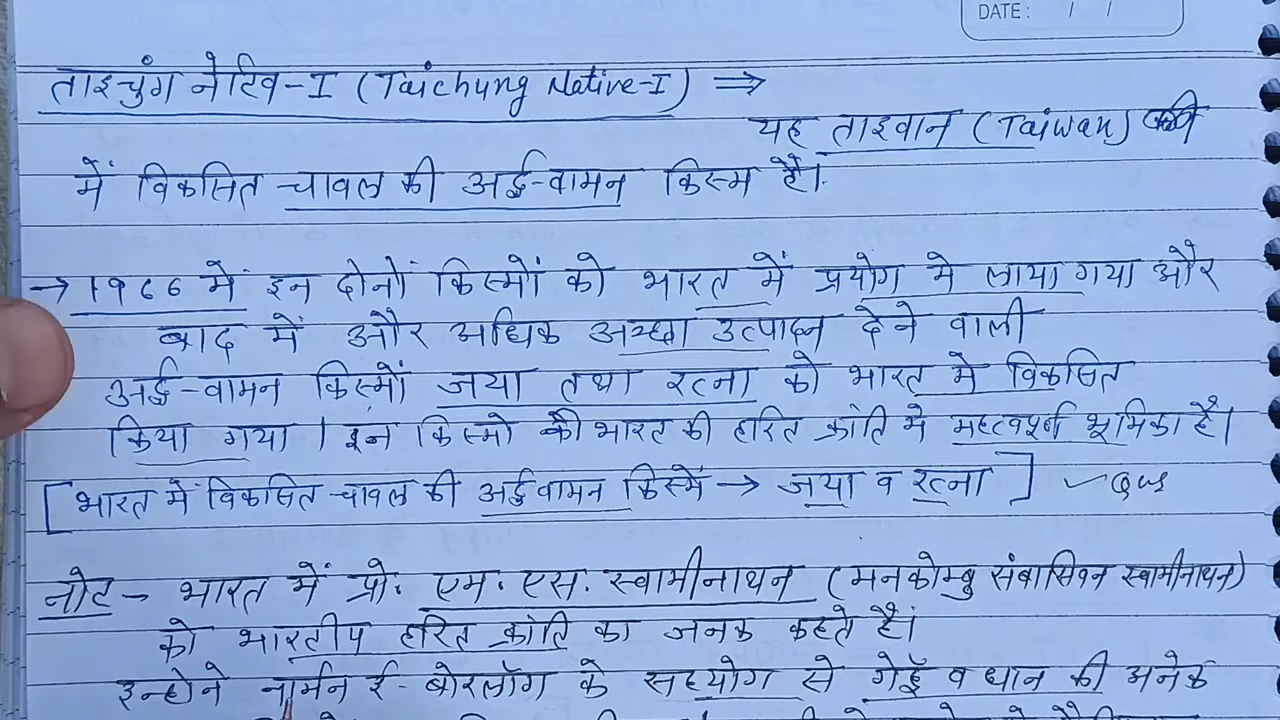 DATE: / /
ताइचुंग नेटिव-I (Taichung Native-I) ⇒
यह ताइवान (Taiwan)
में विकसित चावल की अर्द्ध-वामन किस्म है।
→ 1966 में इन दोनों किस्मों को भारत में प्रयोग मे लाया गया और
बाद में और अधिक अच्छा उत्पादन देने वाली
अर्द्ध-वामन किस्मों जया तथा रत्ना को भारत मे विकसित
किया गया । इन किस्मो की भारत की हरित क्रांति मे महत्वपूर्ण भूमिका है।
[भारत में विकसित चावल की अर्द्धवामन किस्में → जया व रत्ना] ✓Qus
नोट - भारत में प्रो. एम. एस. स्वामीनाथन (मनकोम्बु संबासिवन स्वामीनाथन)
को भारतीय हरित क्रांति का जनक कहते हैं।
इन्होने नार्मन ई-बोरलॉग के सहयोग से गेहूँ व धान की अनेक